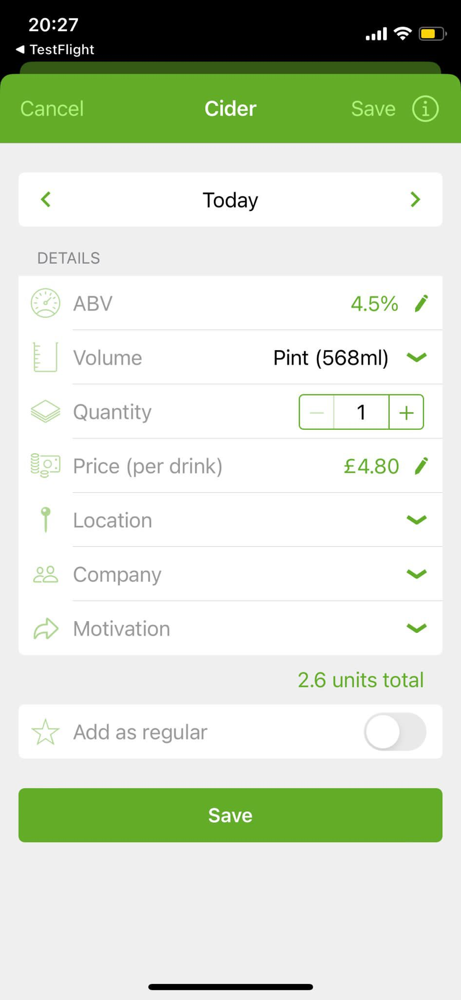 20:27
◀ TestFlight
Cancel Cider Save i
Today
DETAILS
ABV 4.5%
Volume Pint (568ml)
Quantity − 1 +
Price (per drink) £4.80
Location
Company
Motivation
2.6 units total
Add as regular
Save